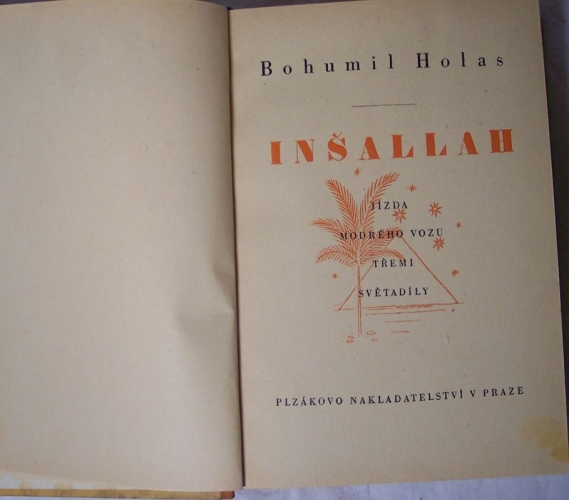 Bohumil Holas
INŠALLAH
JÍZDA
MODRÉHO VOZU
TŘEMI
SVĚTADÍLY
PLZÁKOVO NAKLADATELSTVÍ V PRAZE